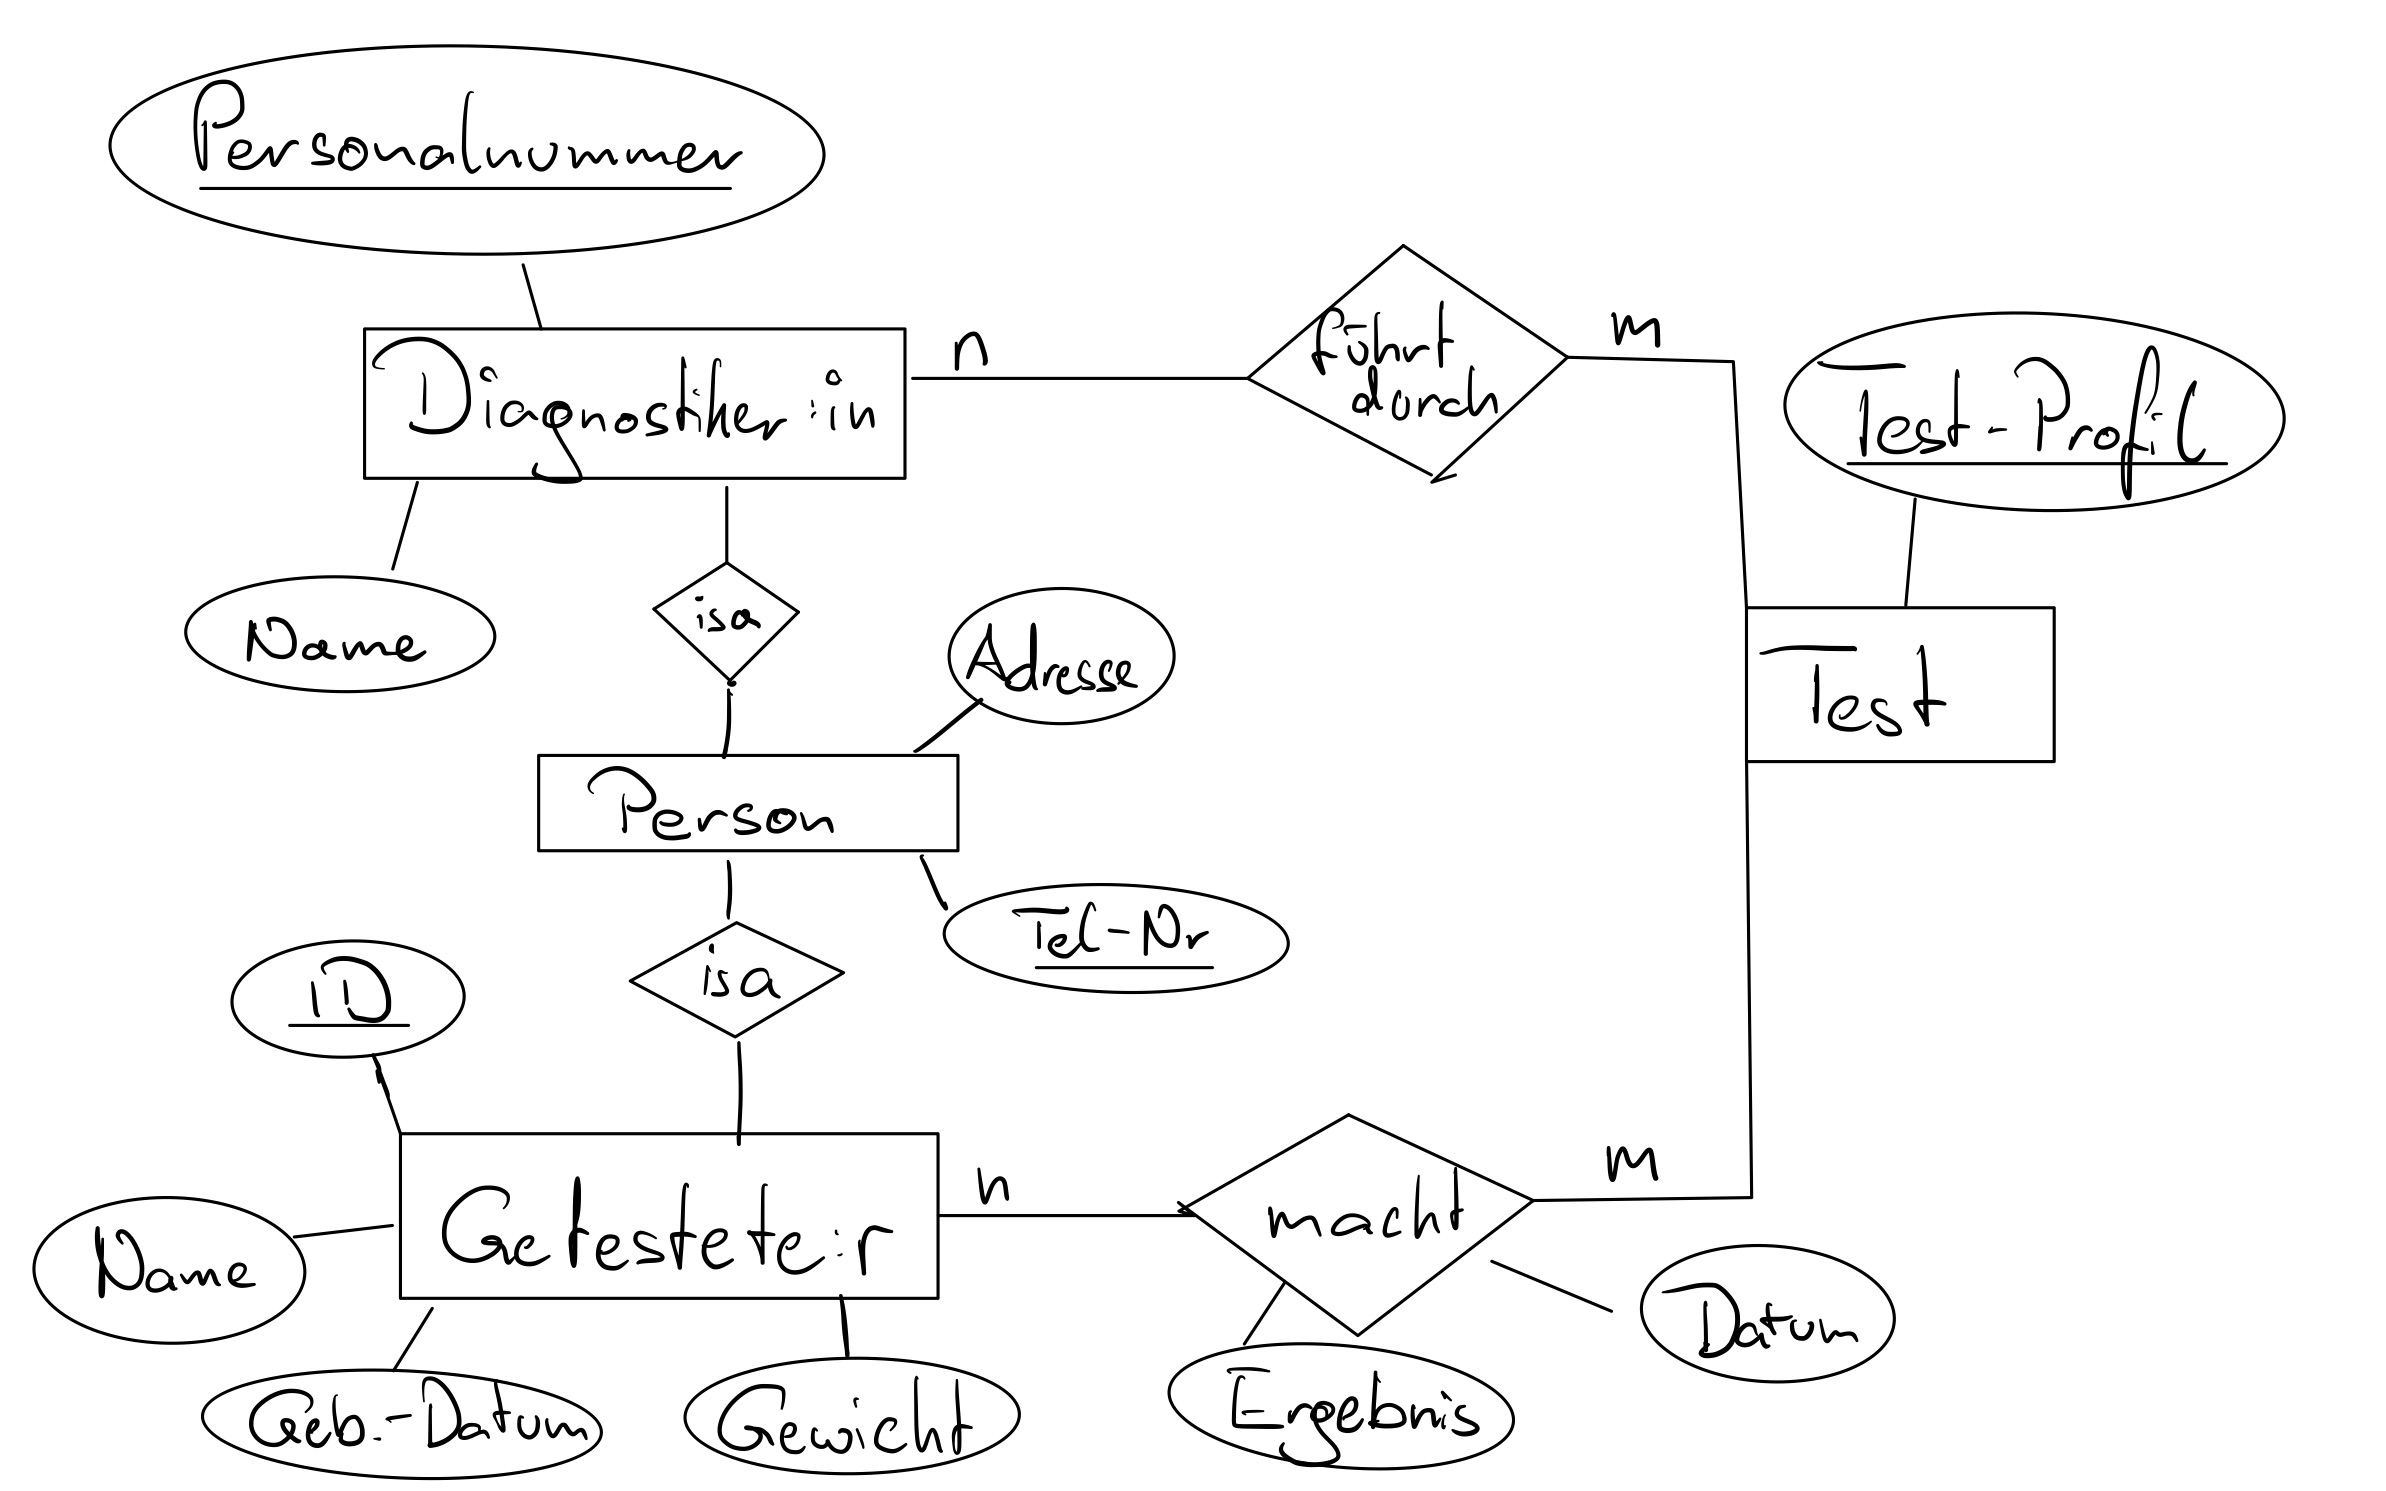 Personalnummer
n
führt
durch
m
Diagnostiker:in
Test-Profil
Name
isa
Adresse
Test
Person
Tel-Nr
ID
isa
n
m
Getestete:r
macht
Name
Datum
Geb.-Datum
Gewicht
Ergebnis